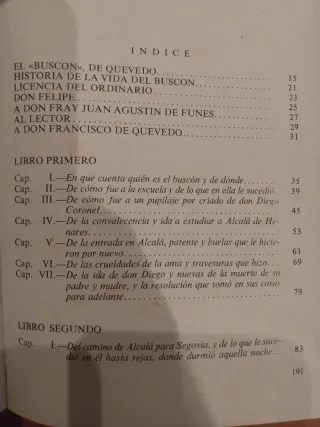 INDICE
EL «BUSCON», DE QUEVEDO 15
HISTORIA DE LA VIDA DEL BUSCON 21
LICENCIA DEL ORDINARIO 23
DON FELIPE 25
A DON FRAY JUAN AGUSTIN DE FUNES 27
AL LECTOR 29
A DON FRANCISCO DE QUEVEDO 31
LIBRO PRIMERO
Cap. I.—En que cuenta quién es el buscón y de dónde 35
Cap. II.—De cómo fue a la escuela y de lo que en ella le sucedió 39
Cap. III.—De cómo fue a un pupilaje por criado de don Diego
Coronel 45
Cap. IV.—De la convalecencia y ida a estudiar a Alcalá de He-
nares 53
Cap. V.—De la entrada en Alcalá, patente y burlas que le hicie-
ron por nuevo 61
Cap. VI.—De las crueldades de la ama y travesuras que hizo 69
Cap. VII.—De la ida de don Diego y nuevas de la muerte de su
padre y madre, y la resolución que tomó en sus cosas
para adelante 79
LIBRO SEGUNDO
Cap. I.—Del camino de Alcalá para Segovia, y de lo que le su-
cedió en él hasta rejas, donde durmió aquella noche 83
191